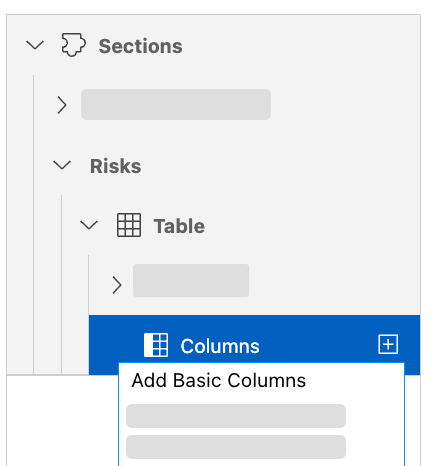 Sections
Risks
Table
Columns
Add Basic Columns